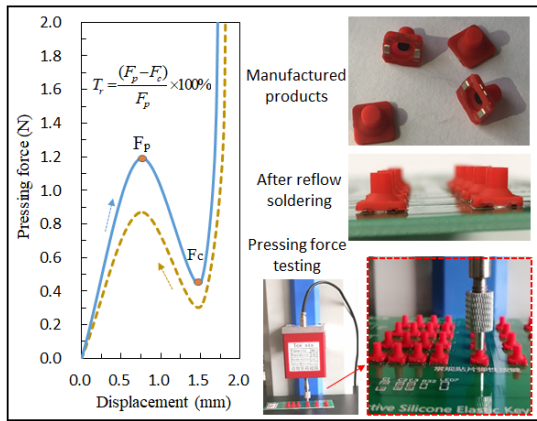 2.0
1.8
1.6
1.4
1.2
1.0
0.8
0.6
0.4
0.2
0.0
Pressing force (N)
T_r = (F_p − F_c) / F_p ×100%
Fp
Fc
0.0 0.5 1.0 1.5 2.0
Displacement (mm)
Manufactured
products
After reflow
soldering
Pressing force
testing
tive Silicone Elastic Key